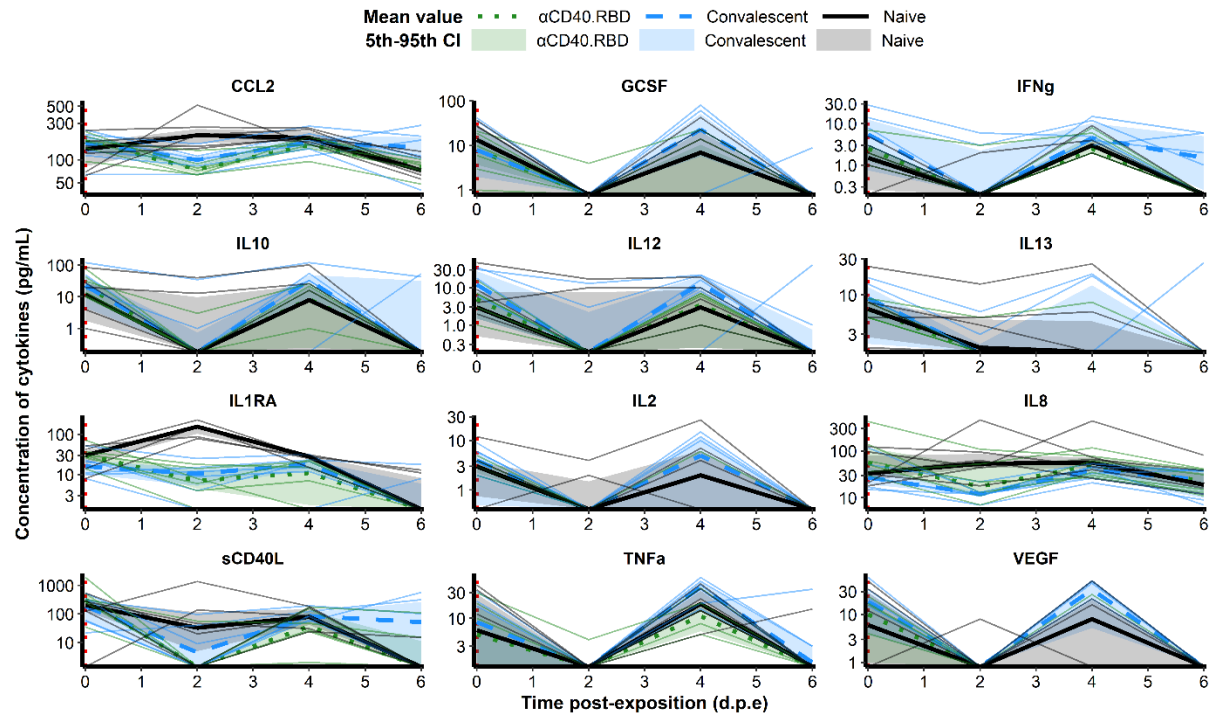 Mean value αCD40.RBD Convalescent Naive
5th-95th CI αCD40.RBD Convalescent Naive
Concentration of cytokines (pg/mL)
CCL2 GCSF IFNg
500 300 100 50
100 10 1
30.0 10.0 3.0 1.0 0.3
0 1 2 3 4 5 6 0 1 2 3 4 5 6 0 1 2 3 4 5 6
IL10 IL12 IL13
100 10 1
30.0 10.0 3.0 1.0 0.3
30 10 3
0 1 2 3 4 5 6 0 1 2 3 4 5 6 0 1 2 3 4 5 6
IL1RA IL2 IL8
100 30 10 3
30 10 3 1
300 100 30 10
0 1 2 3 4 5 6 0 1 2 3 4 5 6 0 1 2 3 4 5 6
sCD40L TNFa VEGF
1000 100 10
30 10 3
30 10 3 1
0 1 2 3 4 5 6 0 1 2 3 4 5 6 0 1 2 3 4 5 6
Time post-exposition (d.p.e)